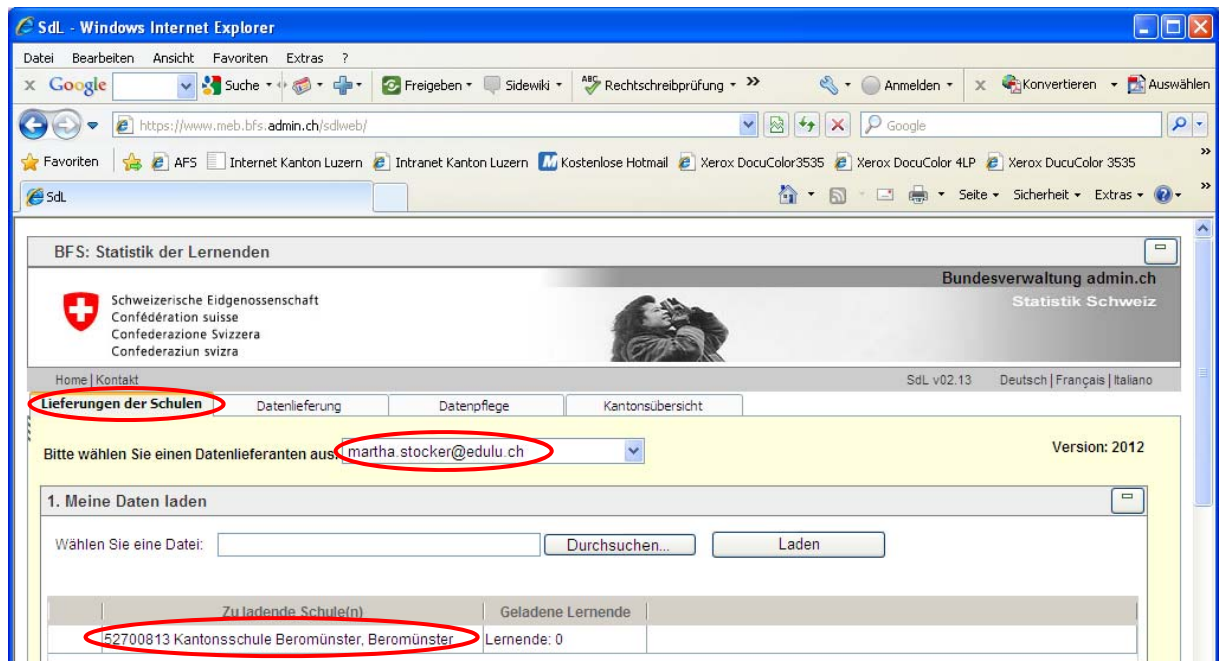 SdL - Windows Internet Explorer
Datei Bearbeiten Ansicht Favoriten Extras ?
x Google Suche Freigeben Sidewiki ABC Rechtschreibprüfung >> Anmelden x Konvertieren Auswählen
https://www.meb.bfs.admin.ch/sdlweb/ Google
Favoriten AFS Internet Kanton Luzern Intranet Kanton Luzern Kostenlose Hotmail Xerox DocuColor3535 Xerox DocuColor 4LP Xerox DucuColor 3535 >>
SdL Seite Sicherheit Extras >>
BFS: Statistik der Lernenden
Bundesverwaltung admin.ch
Schweizerische Eidgenossenschaft Statistik Schweiz
Confédération suisse
Confederazione Svizzera
Confederaziun svizra
Home | Kontakt SdL v02.13 Deutsch | Français | Italiano
Lieferungen der Schulen Datenlieferung Datenpflege Kantonsübersicht
Bitte wählen Sie einen Datenlieferanten aus: martha.stocker@edulu.ch Version: 2012
1. Meine Daten laden
Wählen Sie eine Datei: Durchsuchen... Laden
Zu ladende Schule(n) Geladene Lernende
52700813 Kantonsschule Beromünster, Beromünster Lernende: 0